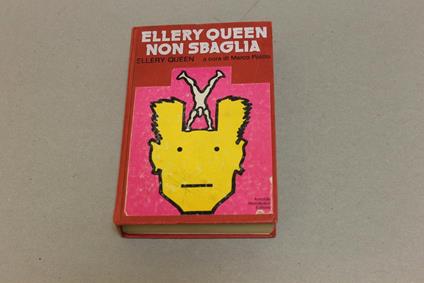 ELLERY QUEEN
NON SBAGLIA
ELLERY QUEEN a cura di Marco Polillo
Arnoldo
Mondadori
Editore